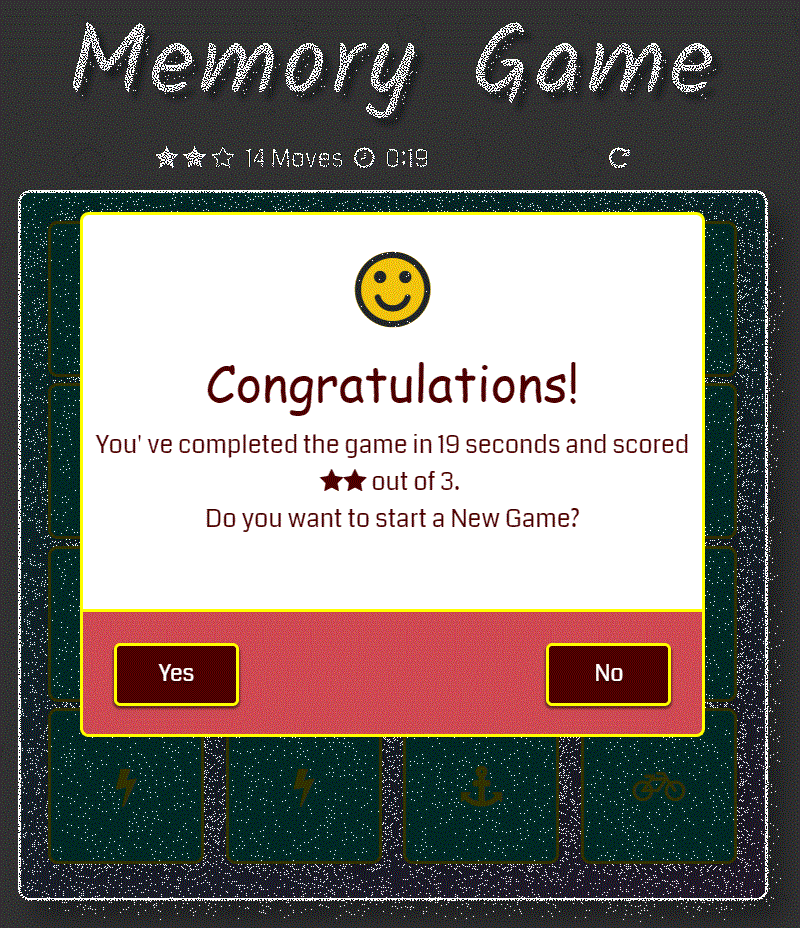 Memory Game
14 Moves 0:19
Congratulations!
You' ve completed the game in 19 seconds and scored
★★ out of 3.
Do you want to start a New Game?
Yes No